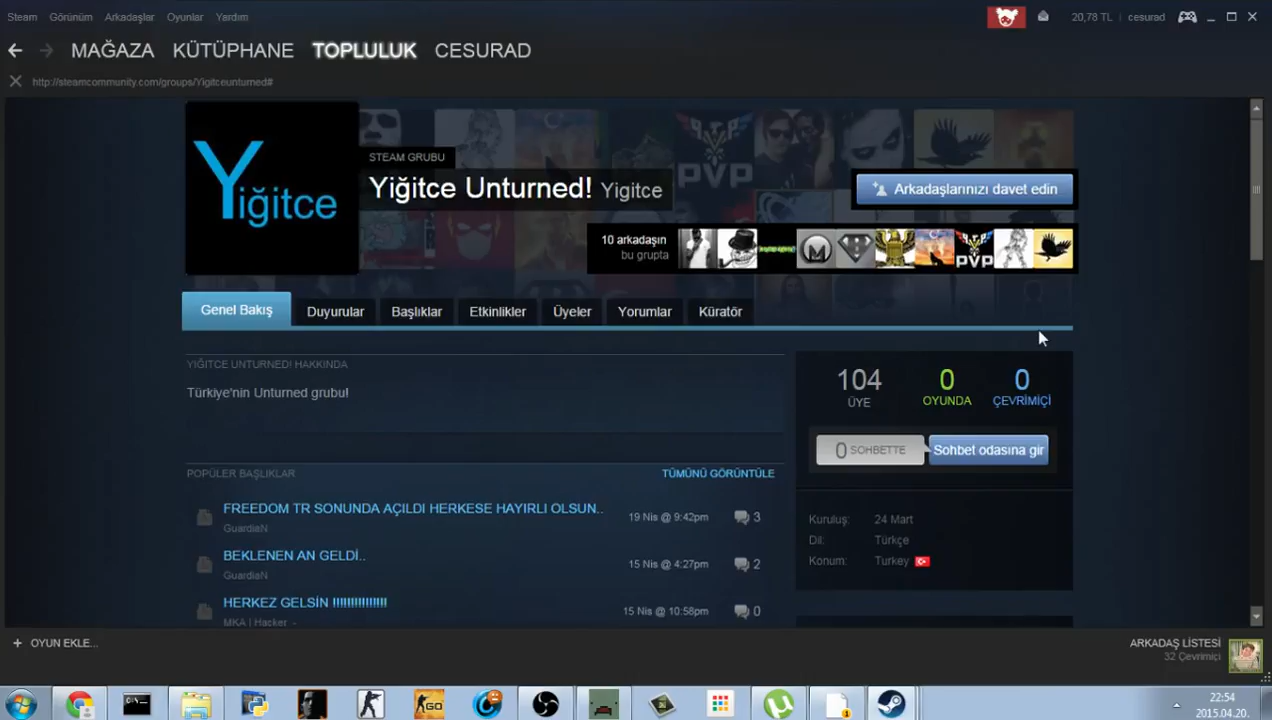 Steam Görünüm Arkadaşlar Oyunlar Yardım 20,78 TL cesurad
MAĞAZA KÜTÜPHANE TOPLULUK CESURAD
http://steamcommunity.com/groups/Yigitceunturned#
Yiğitce
STEAM GRUBU
Yiğitce Unturned! Yigitce
Arkadaşlarınızı davet edin
10 arkadaşın
bu grupta
PVP
PVP
Genel Bakış Duyurular Başlıklar Etkinlikler Üyeler Yorumlar Küratör
YİĞİTCE UNTURNED! HAKKINDA
Türkiye'nin Unturned grubu!
104 0 0
ÜYE OYUNDA ÇEVRİMİÇİ
0 SOHBETTE Sohbet odasına gir
POPÜLER BAŞLIKLAR TÜMÜNÜ GÖRÜNTÜLE
FREEDOM TR SONUNDA AÇILDI HERKESE HAYIRLI OLSUN.. 19 Nis @ 9:42pm 3
GuardiaN
BEKLENEN AN GELDİ.. 15 Nis @ 4:27pm 2
GuardiaN
HERKEZ GELSİN !!!!!!!!!!!!!!! 15 Nis @ 10:58pm 0
MKA | Hacker -
Kuruluş: 24 Mart
Dil: Türkçe
Konum: Turkey
+ OYUN EKLE... ARKADAŞ LİSTESİ
32 Çevrimiçi
GO
22:54
2015.04.20.